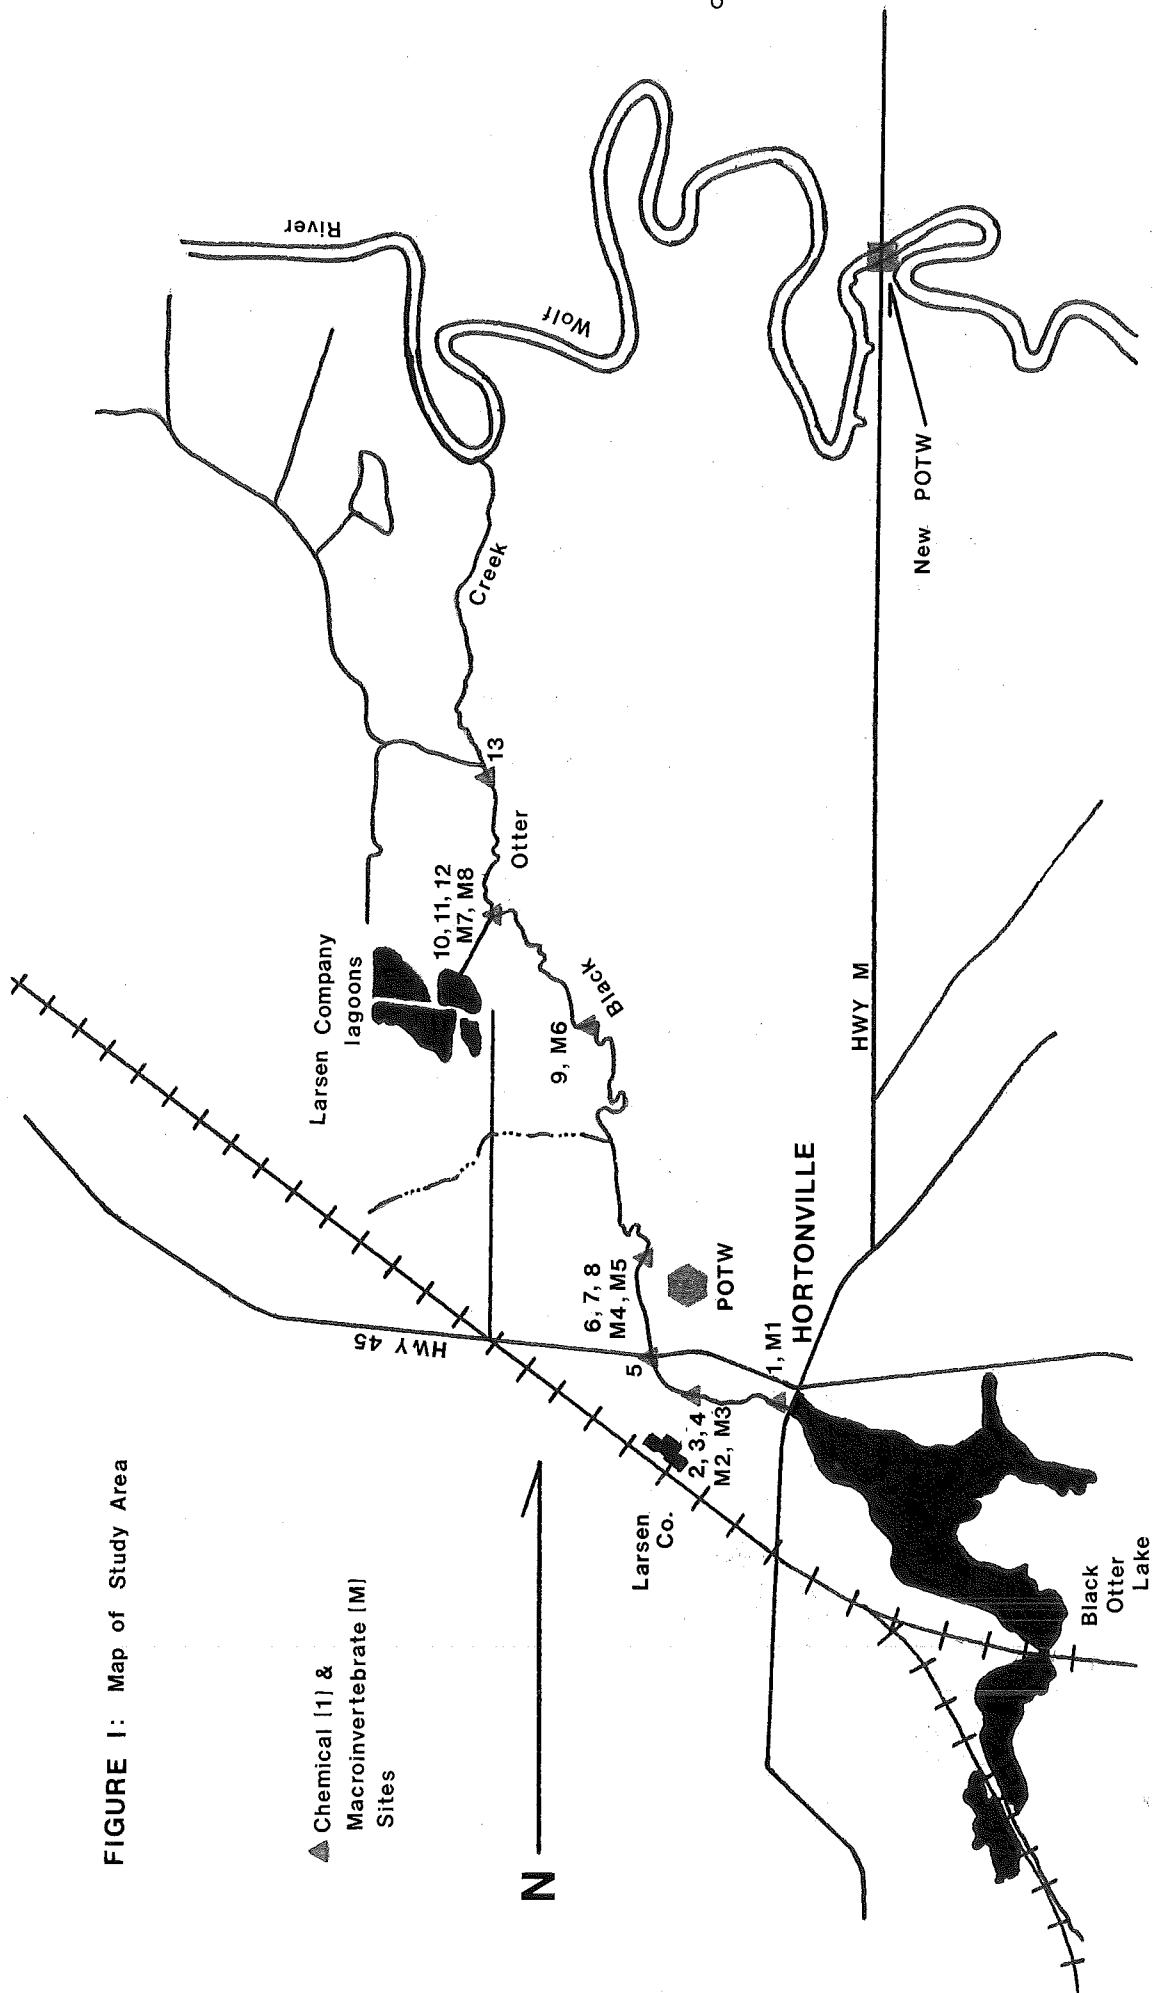 FIGURE 1: Map of Study Area
Chemical [1] &
Macroinvertebrate [M]
Sites
N
River
Wolf
Creek
13
Otter
10, 11, 12
M7, M8
Larsen Company
lagoons
Black
9, M6
HWY M
New POTW
HWY 45
6, 7, 8
M4, M5
POTW
5
1, M1
HORTONVILLE
2, 3, 4
M2, M3
Larsen
Co.
Black
Otter
Lake